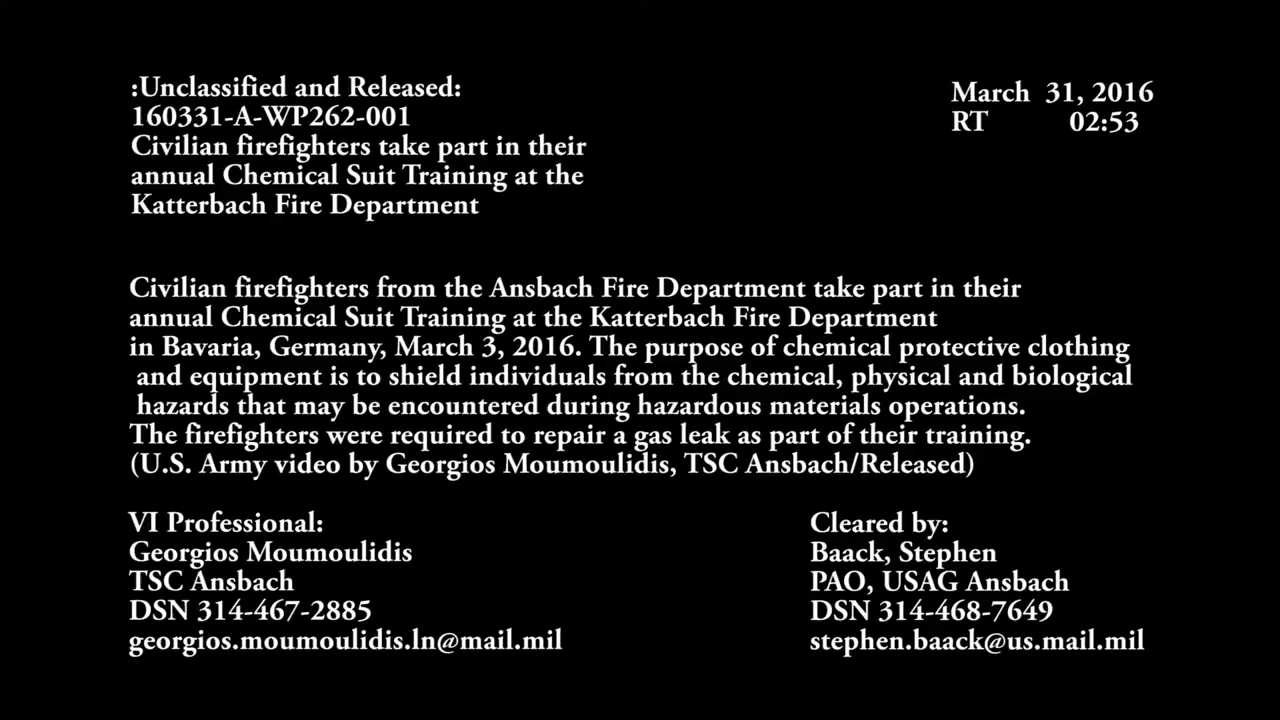 :Unclassified and Released:
160331-A-WP262-001
Civilian firefighters take part in their
annual Chemical Suit Training at the
Katterbach Fire Department
March 31, 2016
RT 02:53
Civilian firefighters from the Ansbach Fire Department take part in their
annual Chemical Suit Training at the Katterbach Fire Department
in Bavaria, Germany, March 3, 2016. The purpose of chemical protective clothing
and equipment is to shield individuals from the chemical, physical and biological
hazards that may be encountered during hazardous materials operations.
The firefighters were required to repair a gas leak as part of their training.
(U.S. Army video by Georgios Moumoulidis, TSC Ansbach/Released)
VI Professional:
Georgios Moumoulidis
TSC Ansbach
DSN 314-467-2885
georgios.moumoulidis.ln@mail.mil
Cleared by:
Baack, Stephen
PAO, USAG Ansbach
DSN 314-468-7649
stephen.baack@us.mail.mil